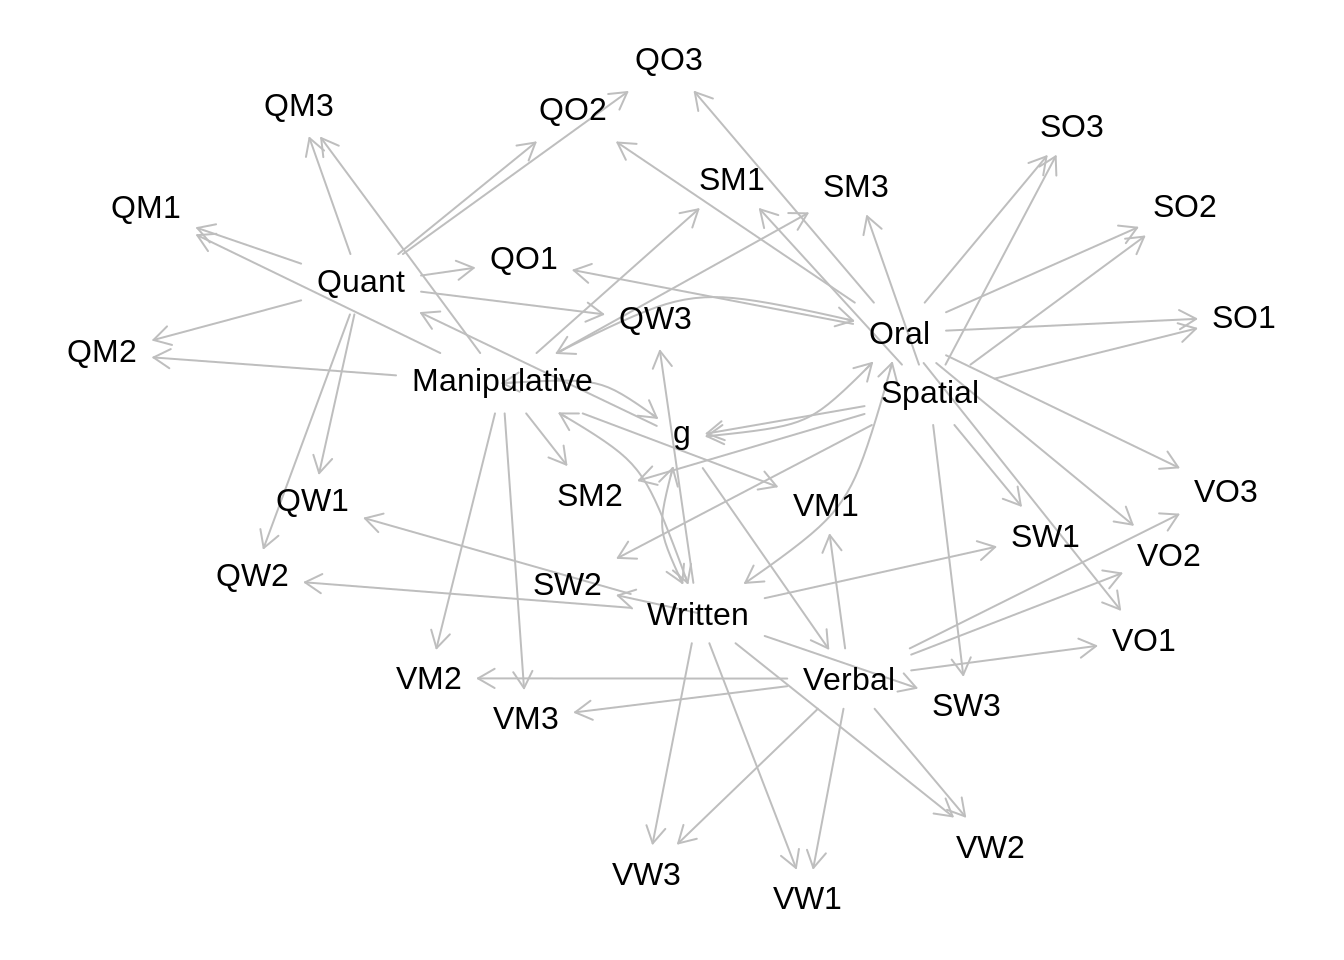 QO3
QM3
QO2
SO3
SM1
SM3
QM1
SO2
QO1
Quant
QW3
SO1
Oral
QM2
Manipulative
Spatial
g
QW1
SM2
VM1
VO3
SW1
VO2
QW2
SW2
Written
VO1
VM2
Verbal
SW3
VM3
VW2
VW3
VW1